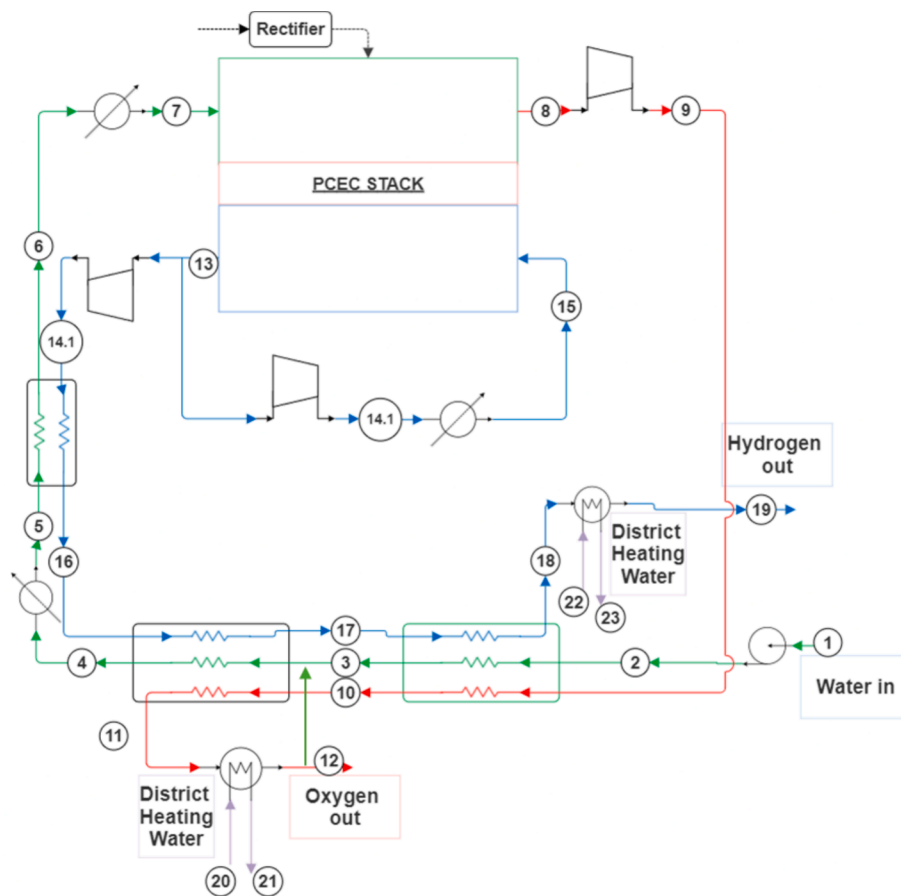 Rectifier
7
8
9
PCEC STACK
6
13
15
14.1
14.1
Hydrogen
out
5
19
District
Heating
Water
16
18
22
23
17
1
4
3
2
10
Water in
11
12
District
Heating
Water
Oxygen
out
20
21